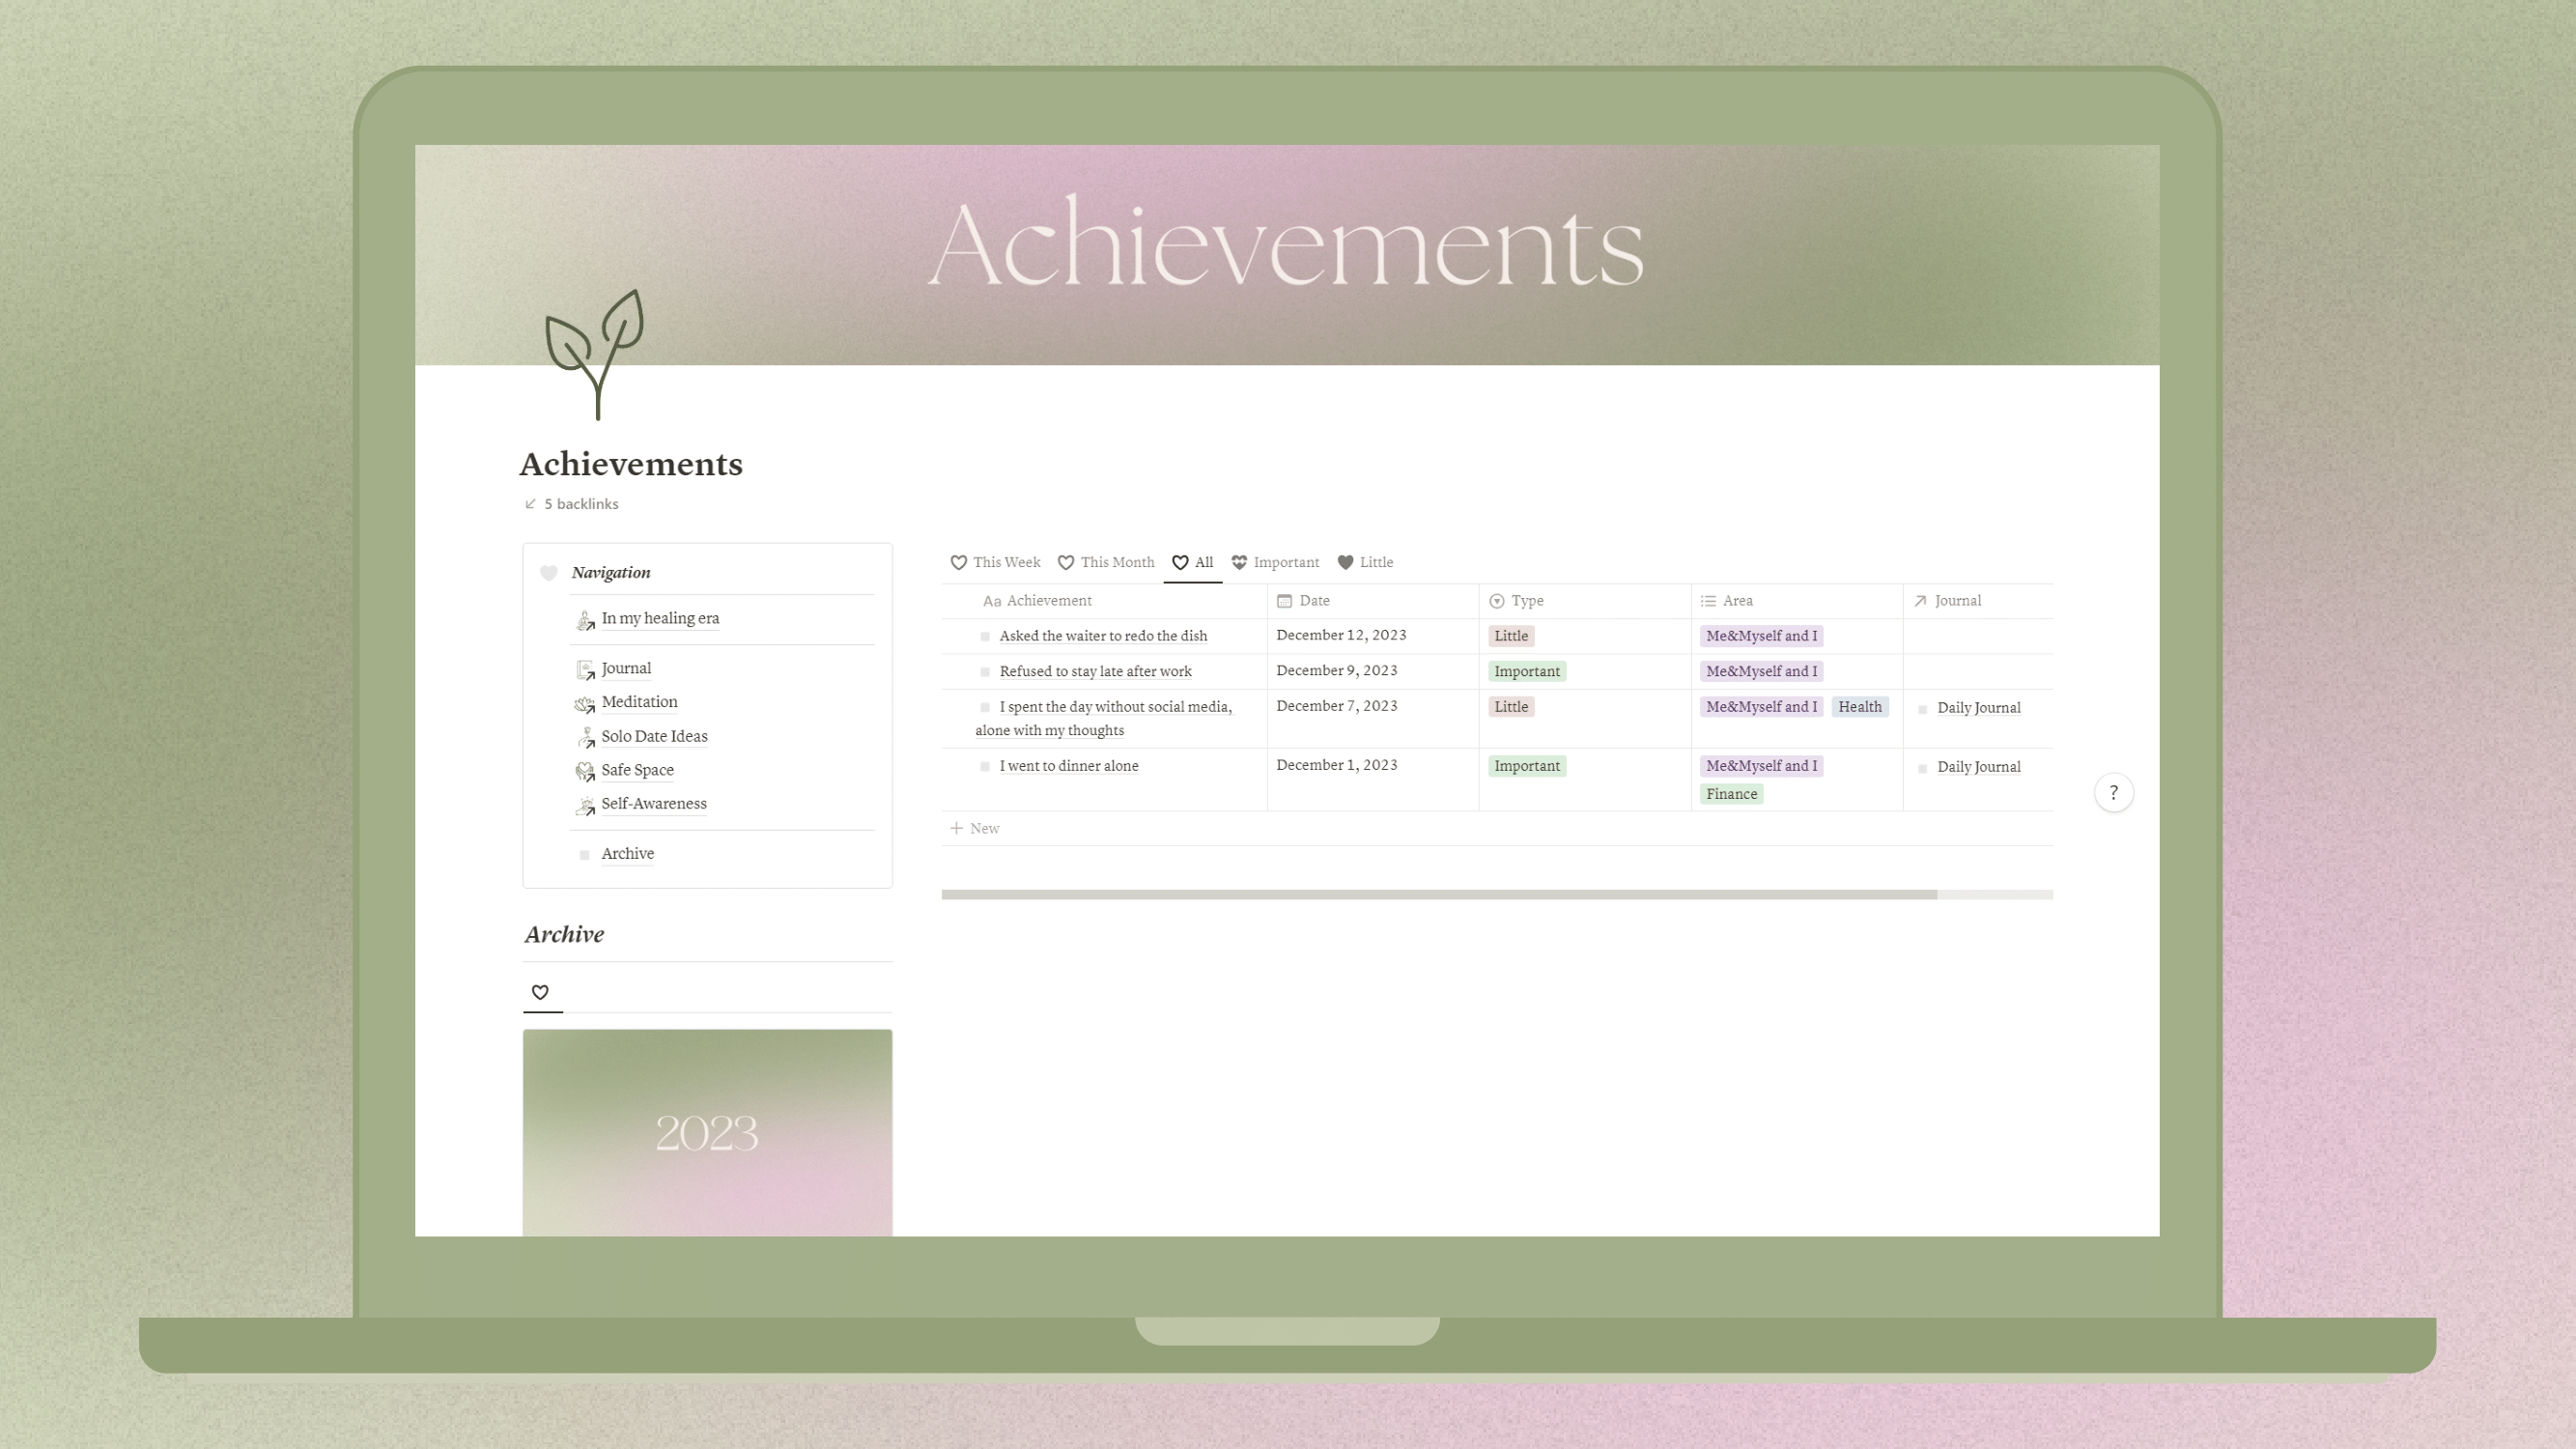 Achievements
Achievements
5 backlinks
Navigation
In my healing era
Journal
Meditation
Solo Date Ideas
Safe Space
Self-Awareness
Archive
Archive
2023
This Week This Month All Important Little
Aa Achievement Date Type Area Journal
Asked the waiter to redo the dish December 12, 2023 Little Me&Myself and I
Refused to stay late after work December 9, 2023 Important Me&Myself and I
I spent the day without social media, December 7, 2023 Little Me&Myself and I Health Daily Journal
alone with my thoughts
I went to dinner alone December 1, 2023 Important Me&Myself and I Daily Journal
Finance
+ New
?